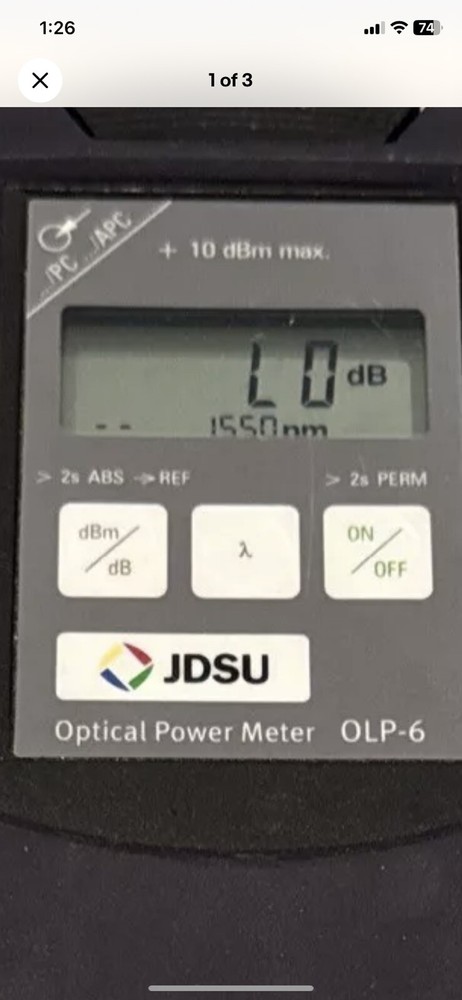 1:26
74
1 of 3
/PC /APC
+ 10 dBm max.
LO dB
-- 1550nm
> 2s ABS → REF
> 2s PERM
dBm/dB
λ
ON/OFF
JDSU
Optical Power Meter OLP-6